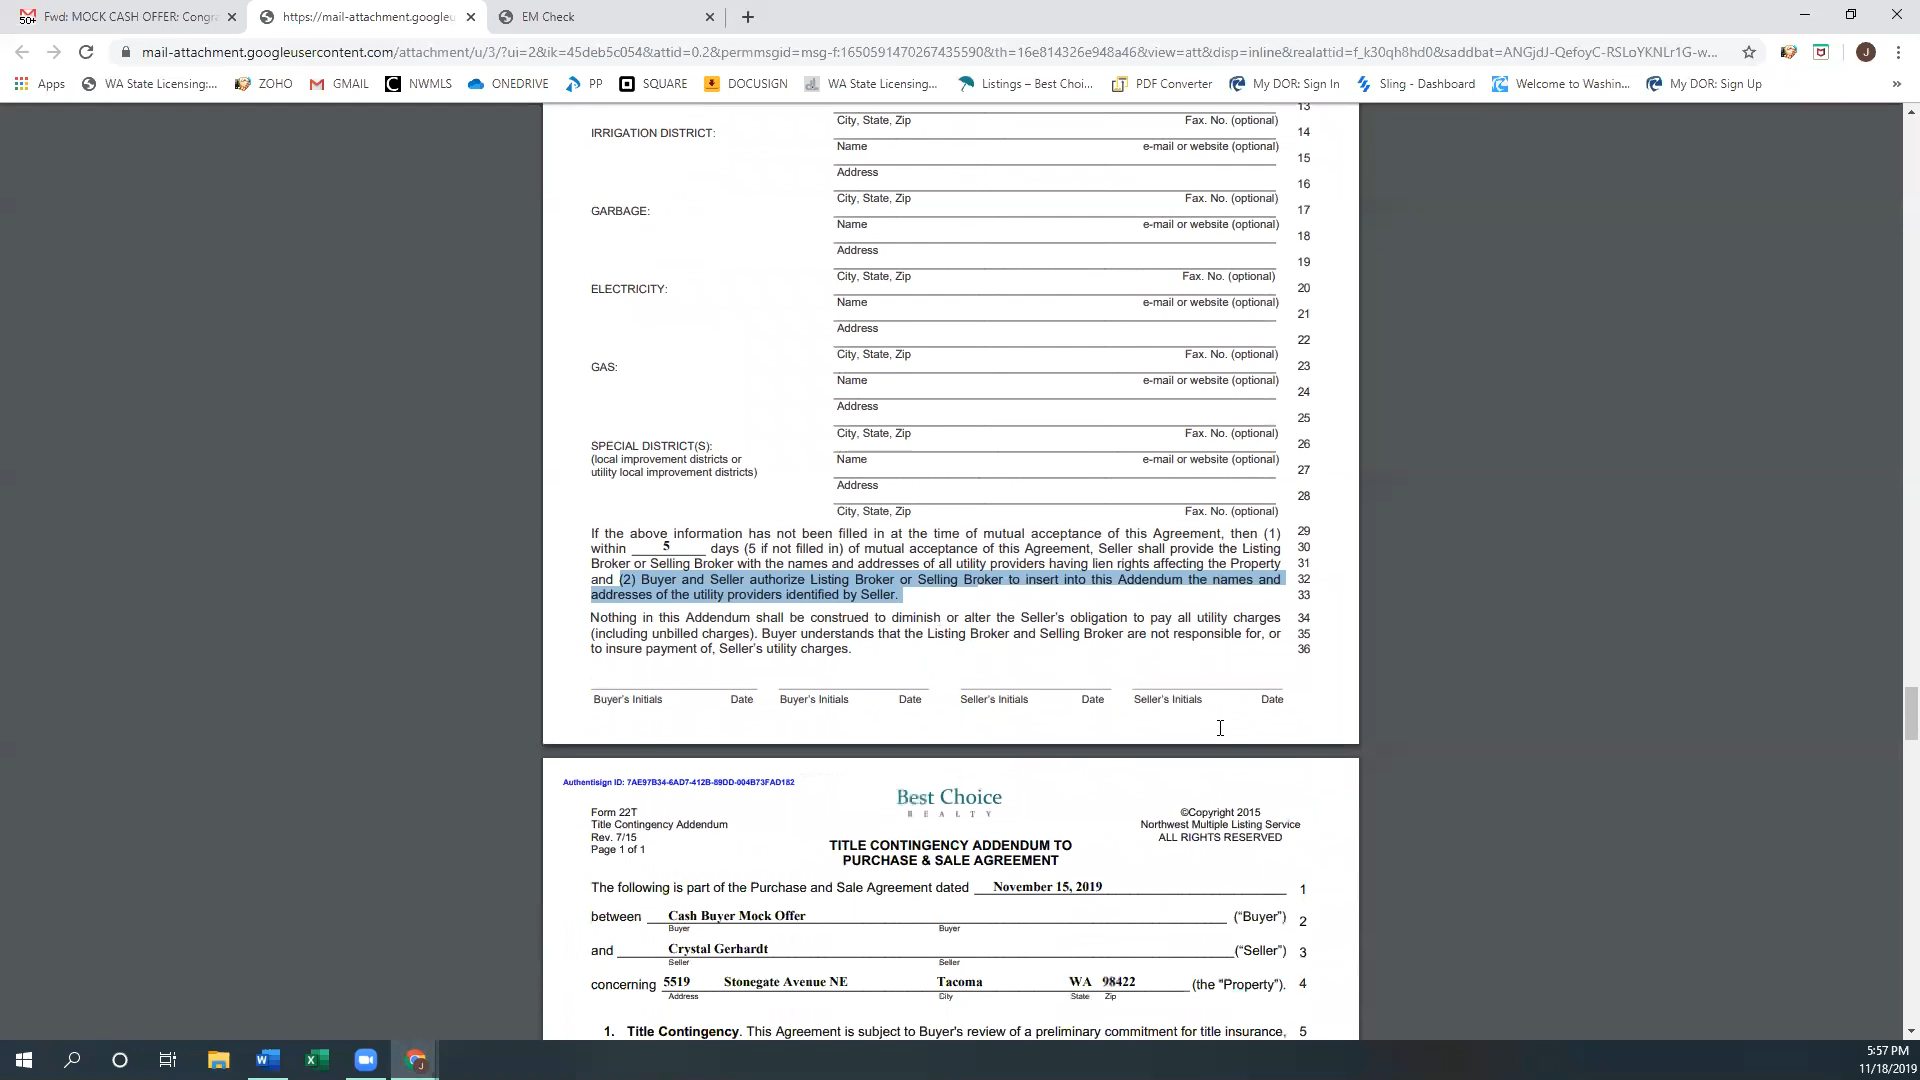 50+ Fwd: MOCK CASH OFFER: Congra
https://mail-attachment.googleu
EM Check
mail-attachment.googleusercontent.com/attachment/u/3/?ui=2&ik=45deb5c054&attid=0.2&permmsgid=msg-f:1650591470267435590&th=16e814326e948a46&view=att&disp=inline&realattid=f_k30qh8hd0&saddbat=ANGjdJ-QefoyC-RSLoYKNLr1G-w...
J
Apps WA State Licensing:... ZOHO GMAIL NWMLS ONEDRIVE PP SQUARE DOCUSIGN WA State Licensing... Listings – Best Choi... PDF Converter My DOR: Sign In Sling - Dashboard Welcome to Washin... My DOR: Sign Up »
13
City, State, Zip Fax. No. (optional)
IRRIGATION DISTRICT: 14
Name e-mail or website (optional)
15
Address
16
City, State, Zip Fax. No. (optional)
GARBAGE: 17
Name e-mail or website (optional)
18
Address
19
City, State, Zip Fax. No. (optional)
ELECTRICITY: 20
Name e-mail or website (optional)
21
Address
22
City, State, Zip Fax. No. (optional)
GAS: 23
Name e-mail or website (optional)
24
Address
25
City, State, Zip Fax. No. (optional)
SPECIAL DISTRICT(S): 26
(local improvement districts or Name e-mail or website (optional)
utility local improvement districts) 27
Address
28
City, State, Zip Fax. No. (optional)
If the above information has not been filled in at the time of mutual acceptance of this Agreement, then (1) 29
within 5 days (5 if not filled in) of mutual acceptance of this Agreement, Seller shall provide the Listing 30
Broker or Selling Broker with the names and addresses of all utility providers having lien rights affecting the Property 31
and (2) Buyer and Seller authorize Listing Broker or Selling Broker to insert into this Addendum the names and 32
addresses of the utility providers identified by Seller. 33
Nothing in this Addendum shall be construed to diminish or alter the Seller's obligation to pay all utility charges 34
(including unbilled charges). Buyer understands that the Listing Broker and Selling Broker are not responsible for, or 35
to insure payment of, Seller's utility charges. 36
Buyer's Initials Date Buyer's Initials Date Seller's Initials Date Seller's Initials Date
Authentisign ID: 7AE97B34-6AD7-412B-89DD-004B73FAD182
Best Choice
REALTY
Form 22T
Title Contingency Addendum
Rev. 7/15
Page 1 of 1
©Copyright 2015
Northwest Multiple Listing Service
ALL RIGHTS RESERVED
TITLE CONTINGENCY ADDENDUM TO
PURCHASE & SALE AGREEMENT
The following is part of the Purchase and Sale Agreement dated November 15, 2019 1
between Cash Buyer Mock Offer ("Buyer") 2
Buyer Buyer
and Crystal Gerhardt ("Seller") 3
Seller Seller
concerning 5519 Stonegate Avenue NE Tacoma WA 98422 (the "Property"). 4
Address City State Zip
1. Title Contingency. This Agreement is subject to Buyer's review of a preliminary commitment for title insurance, 5
5:57 PM
11/18/2019